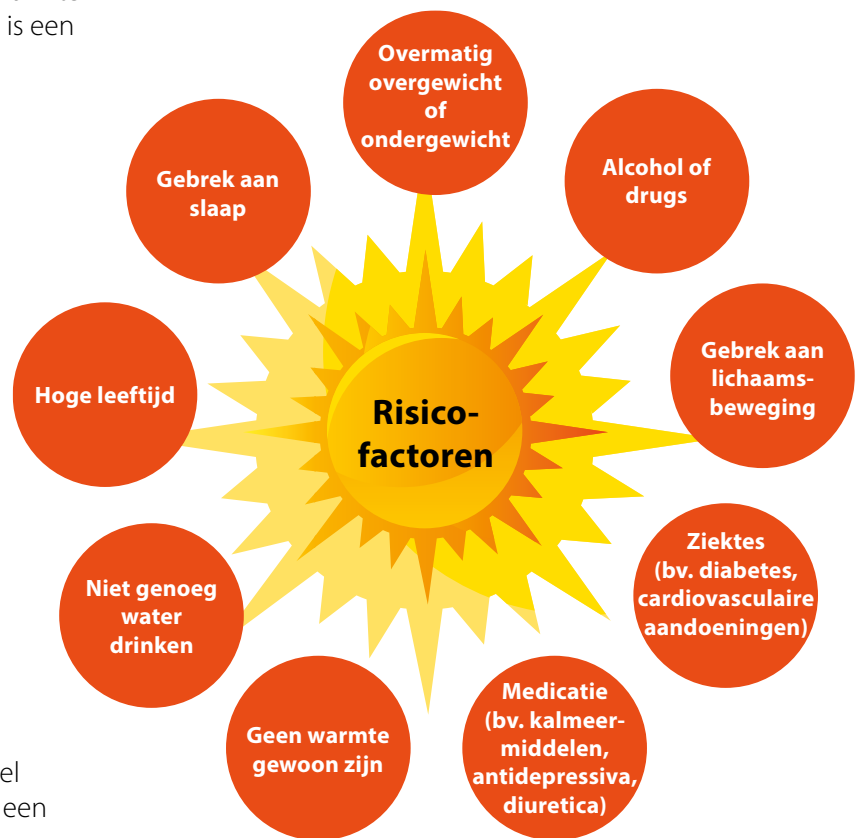 is een
Overmatig
overgewicht
of
ondergewicht
Alcohol of
drugs
Gebrek aan
lichaams-
beweging
Ziektes
(bv. diabetes,
cardiovasculaire
aandoeningen)
Medicatie
(bv. kalmeer-
middelen,
antidepressiva,
diuretica)
Geen warmte
gewoon zijn
Niet genoeg
water
drinken
Hoge leeftijd
Gebrek aan
slaap
Risico-
factoren
el
een